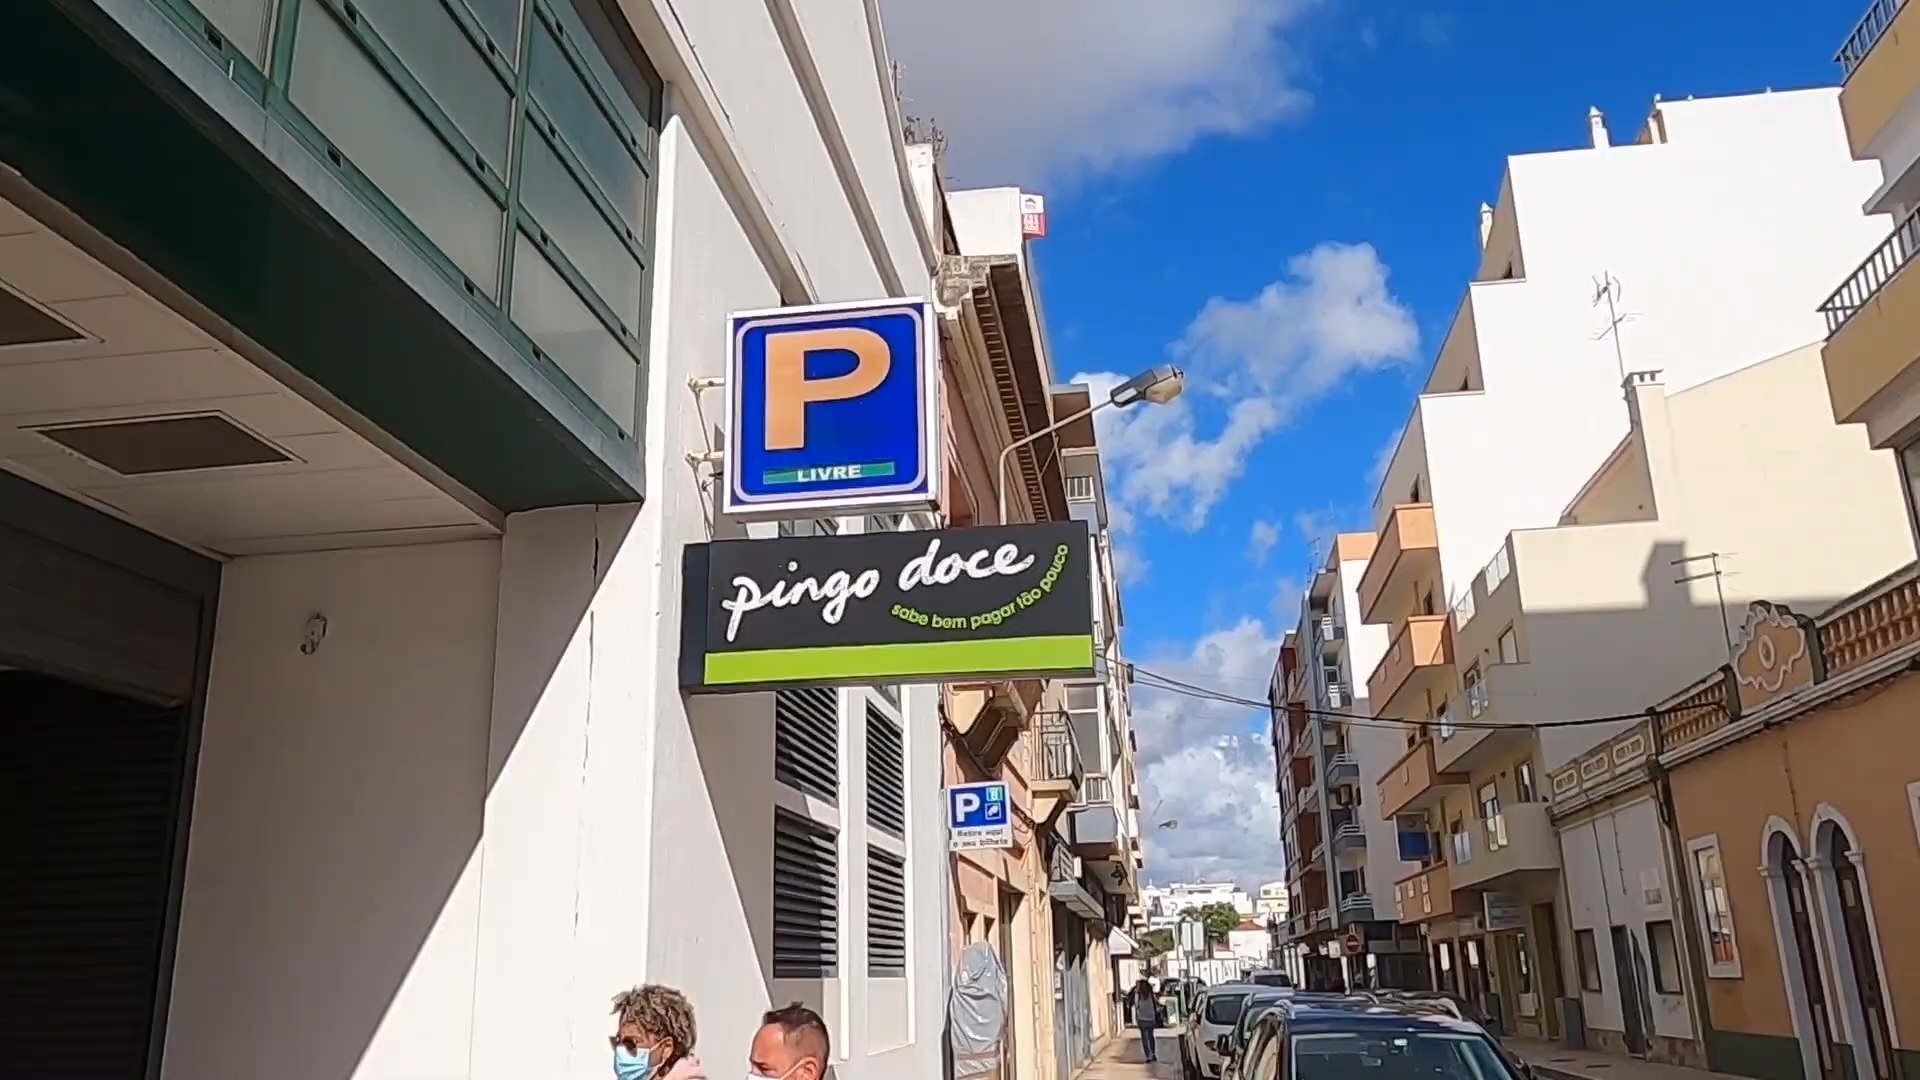 P
LIVRE
pingo doce
sabe bem pagar tão pouco
P
Retire aqui
o seu bilhete